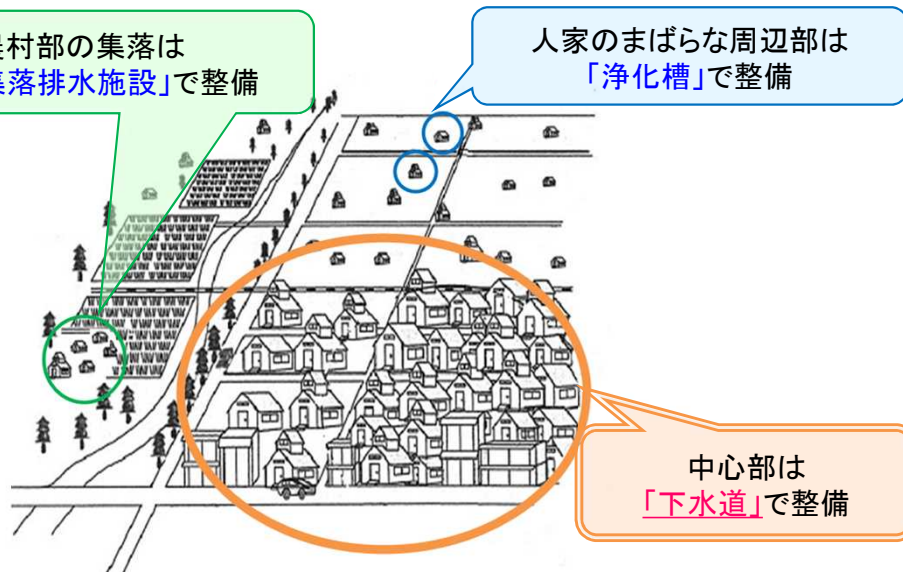 村部の集落は
落排水施設」で整備
人家のまばらな周辺部は
「浄化槽」で整備
中心部は
「下水道」で整備